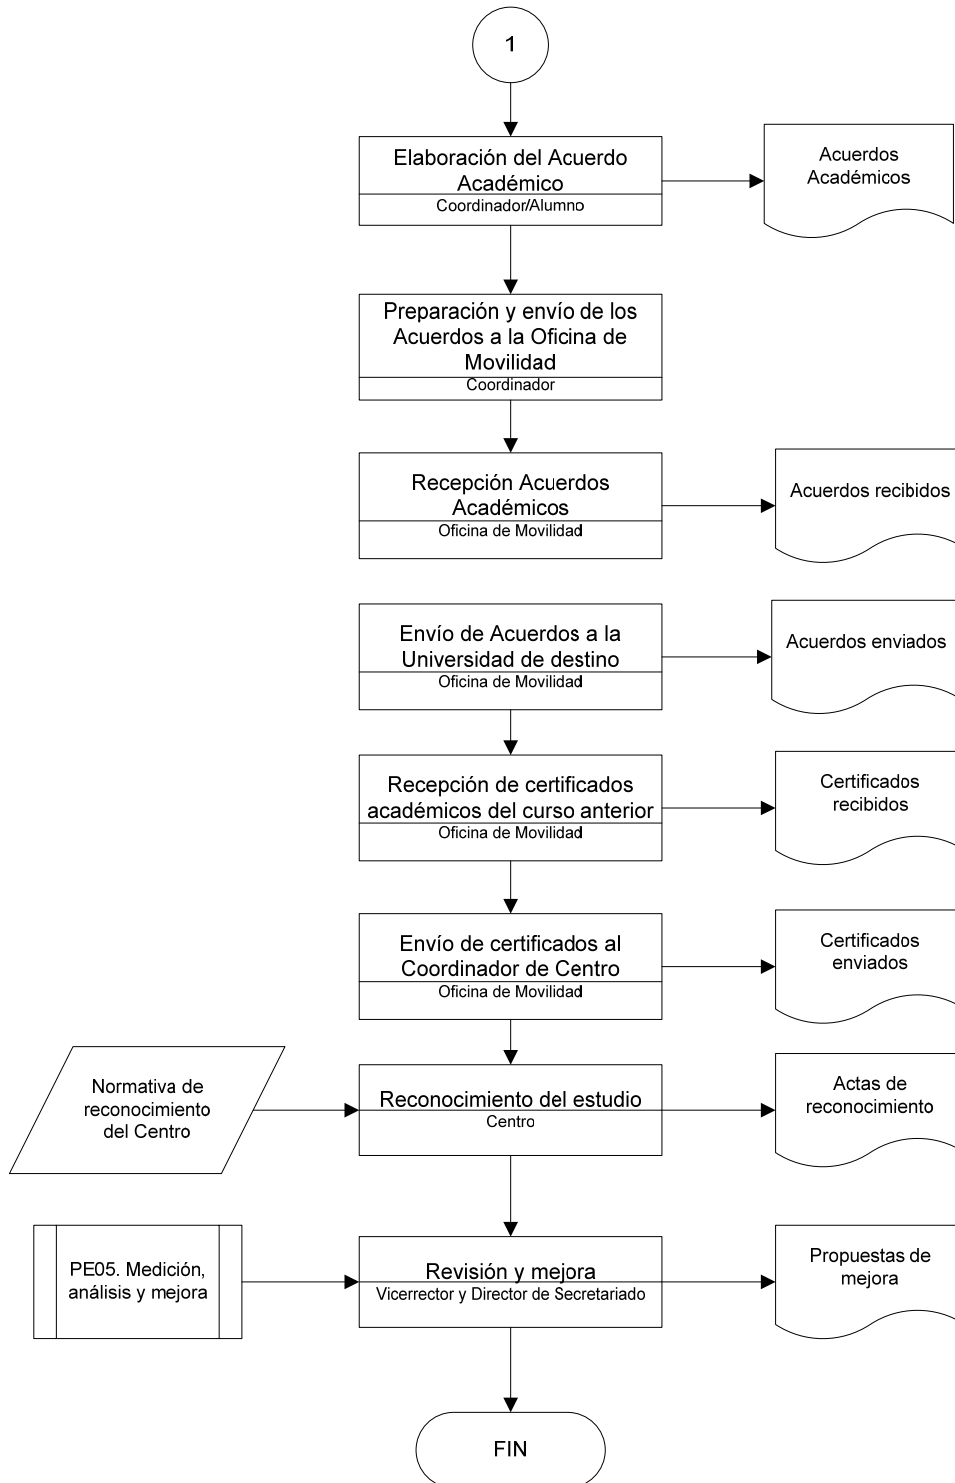 1
Elaboración del Acuerdo
Académico
Coordinador/Alumno
Acuerdos
Académicos
Preparación y envío de los
Acuerdos a la Oficina de
Movilidad
Coordinador
Recepción Acuerdos
Académicos
Oficina de Movilidad
Acuerdos recibidos
Envío de Acuerdos a la
Universidad de destino
Oficina de Movilidad
Acuerdos enviados
Recepción de certificados
académicos del curso anterior
Oficina de Movilidad
Certificados
recibidos
Envío de certificados al
Coordinador de Centro
Oficina de Movilidad
Certificados
enviados
Normativa de
reconocimiento
del Centro
Reconocimiento del estudio
Centro
Actas de
reconocimiento
PE05. Medición,
análisis y mejora
Revisión y mejora
Vicerrector y Director de Secretariado
Propuestas de
mejora
FIN